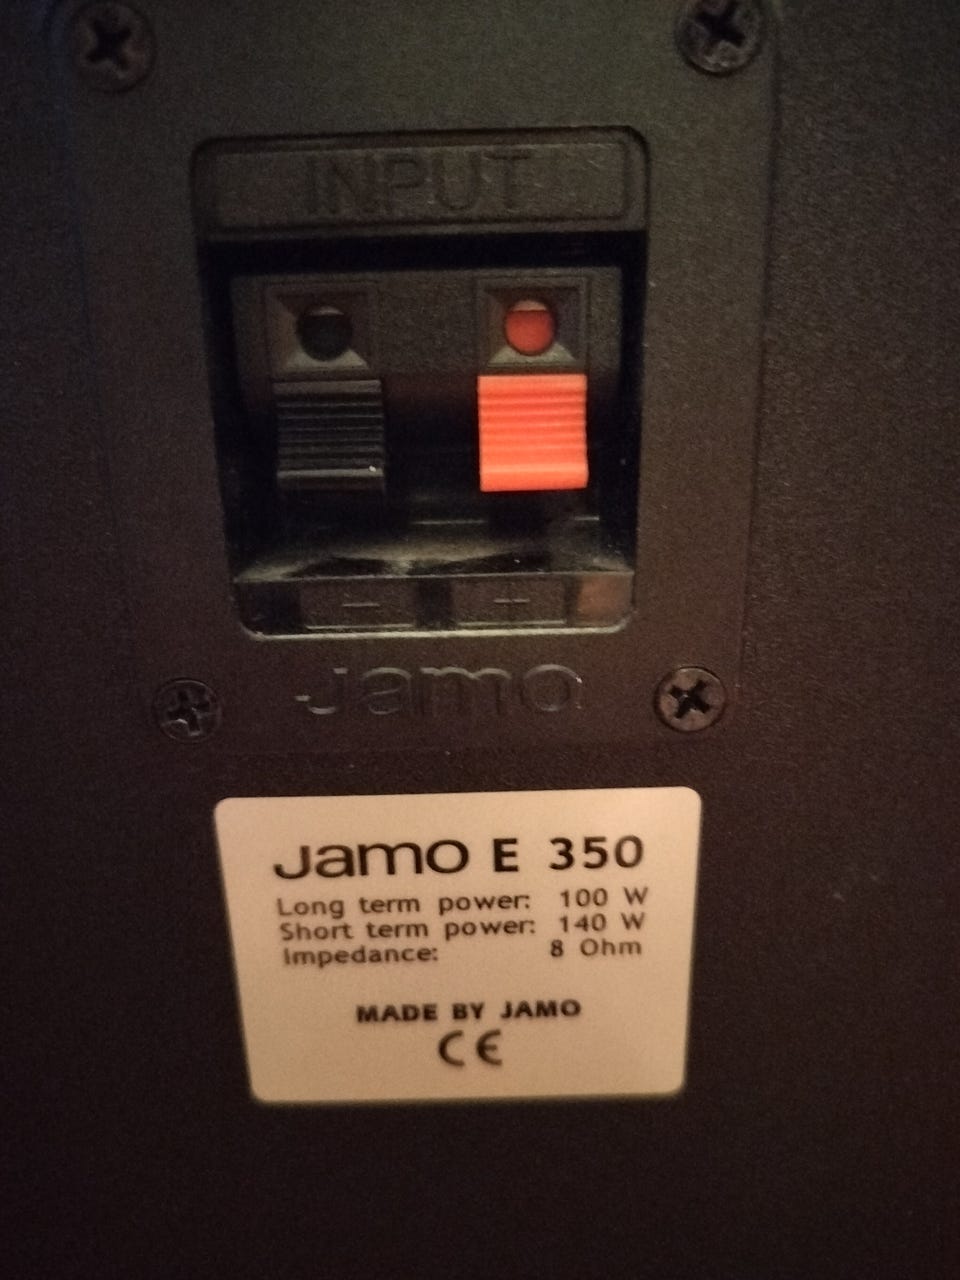 INPUT
− +
Jamo
Jamo E 350
Long term power: 100 W
Short term power: 140 W
Impedance: 8 Ohm
MADE BY JAMO
CE